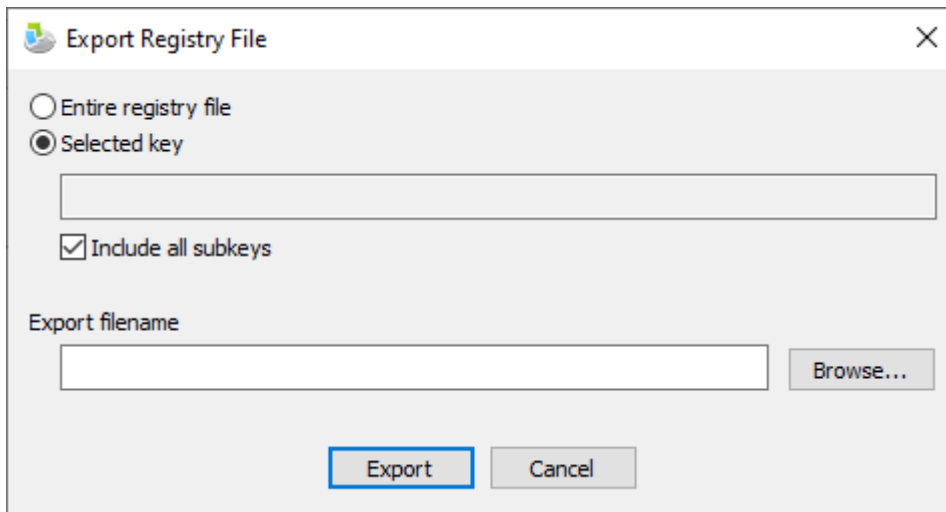 Export Registry File
Entire registry file
Selected key
Include all subkeys
Export filename
Browse...
Export Cancel